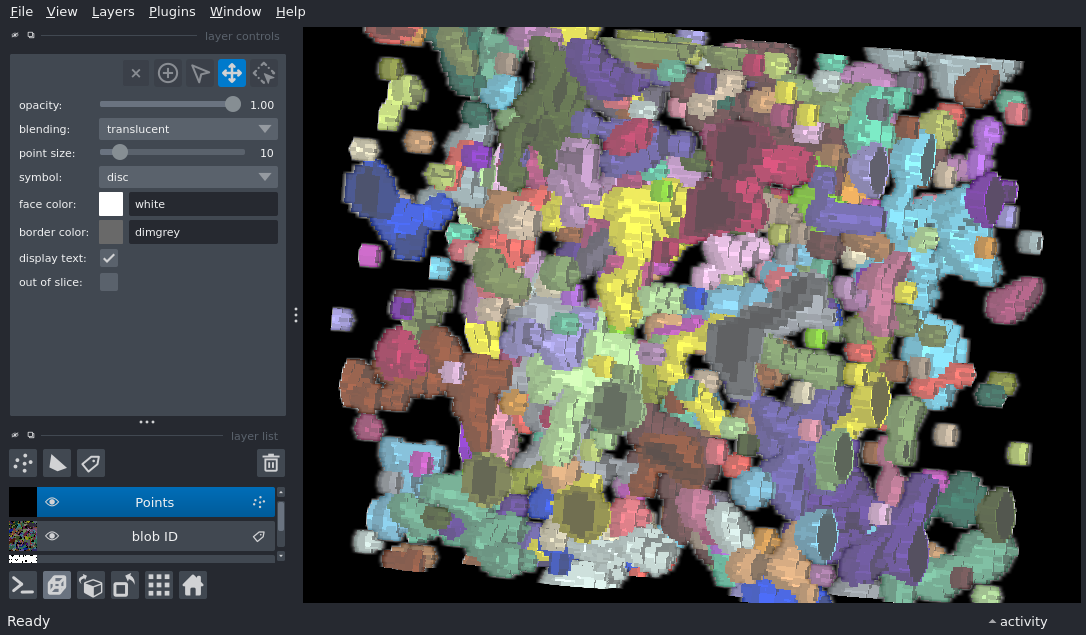 File View Layers Plugins Window Help
layer controls
opacity: 1.00
blending: translucent
point size: 10
symbol: disc
face color: white
border color: dimgrey
display text:
out of slice:
layer list
Points
blob ID
Ready activity